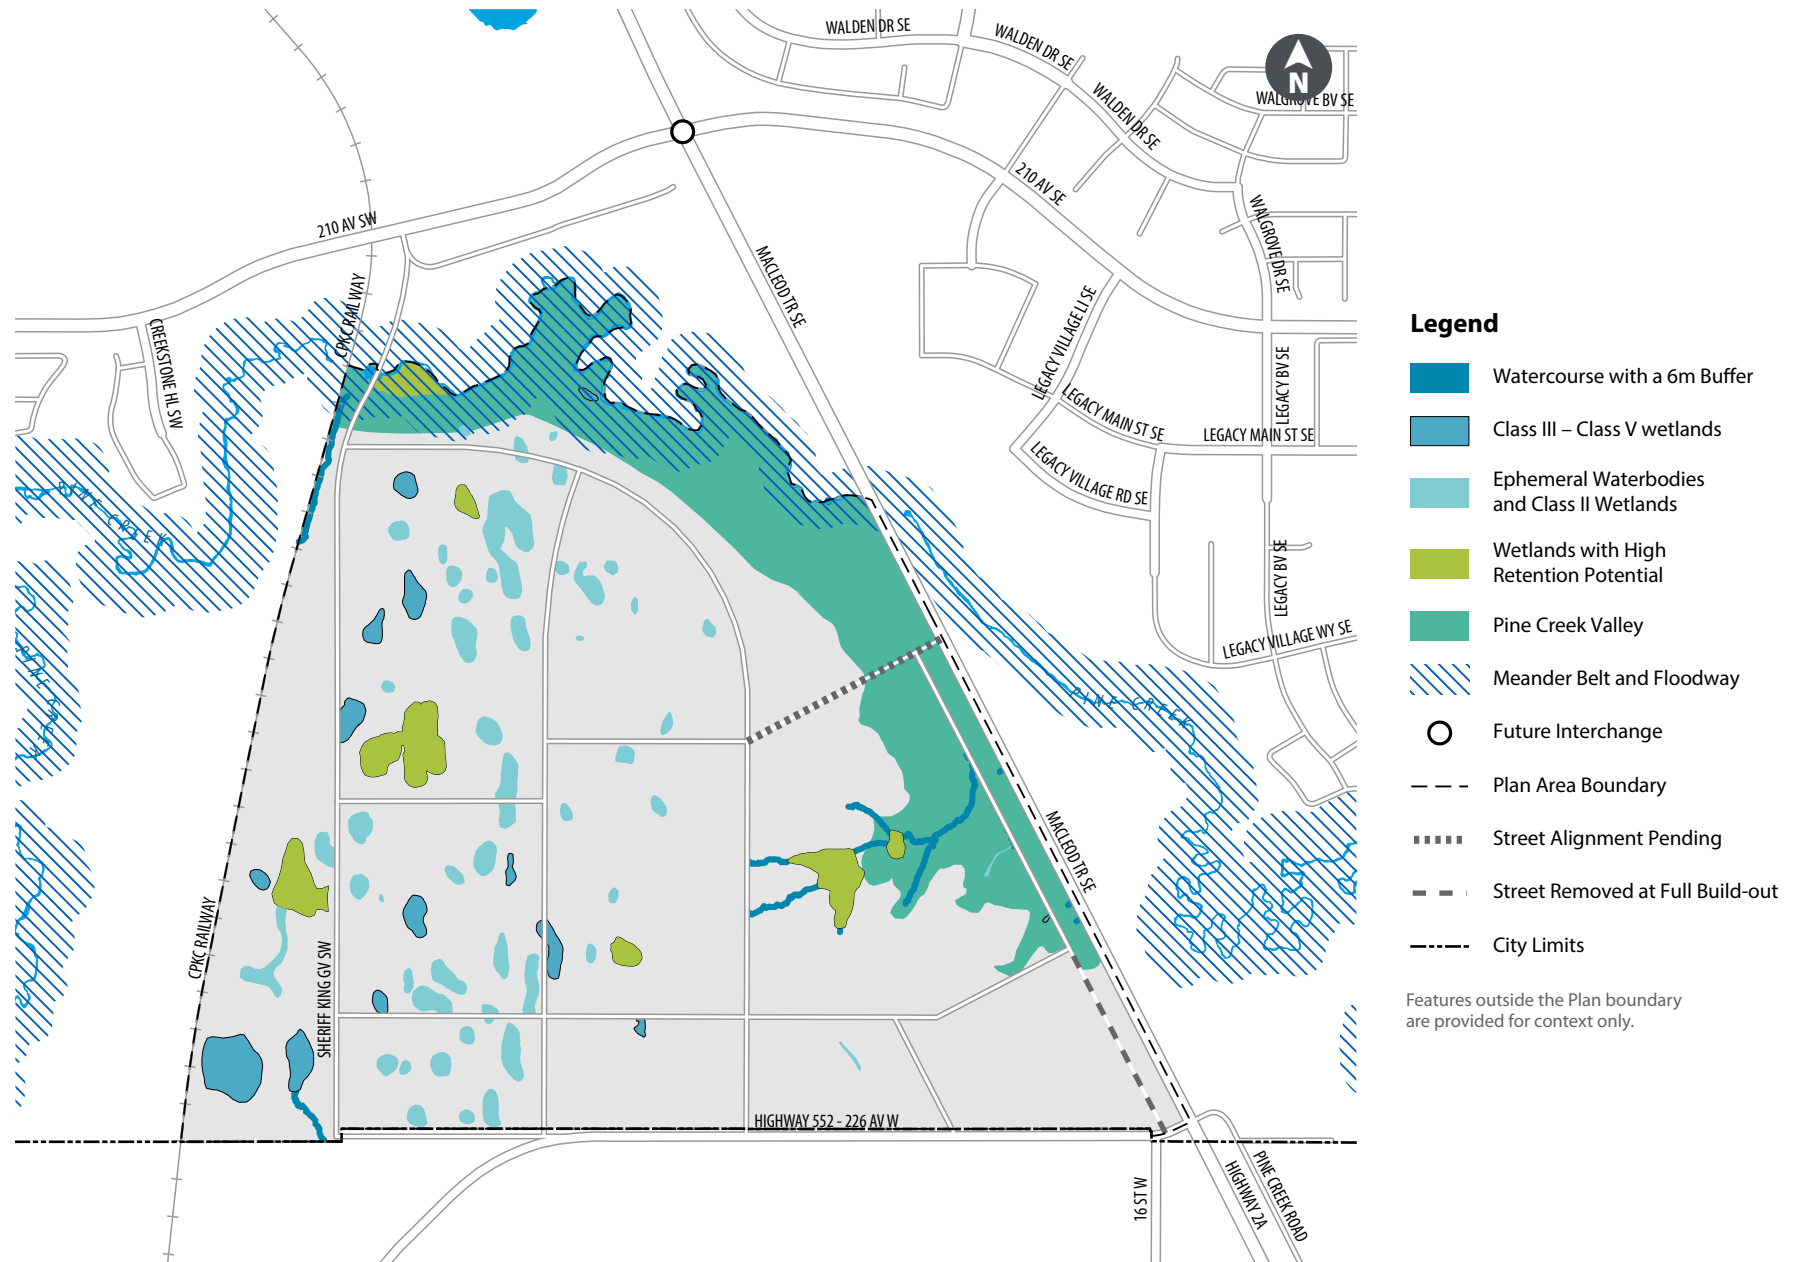 WALDEN DR SE
WALDEN DR SE
WALDEN DR SE
N
WALGROVE BV SE
210 AV SE
210 AV SW
WALGROVE DR SE
MACLEOD TR SE
CPKC RAILWAY
CREEKSTONE HL SW
LEGACY VILLAGE LI SE
LEGACY BV SE
LEGACY MAIN ST SE
LEGACY MAIN ST SE
LEGACY VILLAGE RD SE
PINE CREEK
LEGACY BV SE
LEGACY VILLAGE WY SE
PINE CREEK
PINE CREEK
MACLEOD TR SE
CPKC RAILWAY
SHERIFF KING GV SW
HIGHWAY 552 - 226 AV W
16 ST W
HIGHWAY 2A
PINE CREEK ROAD
Legend
Watercourse with a 6m Buffer
Class III – Class V wetlands
Ephemeral Waterbodies
and Class II Wetlands
Wetlands with High
Retention Potential
Pine Creek Valley
Meander Belt and Floodway
Future Interchange
Plan Area Boundary
Street Alignment Pending
Street Removed at Full Build-out
City Limits
Features outside the Plan boundary
are provided for context only.